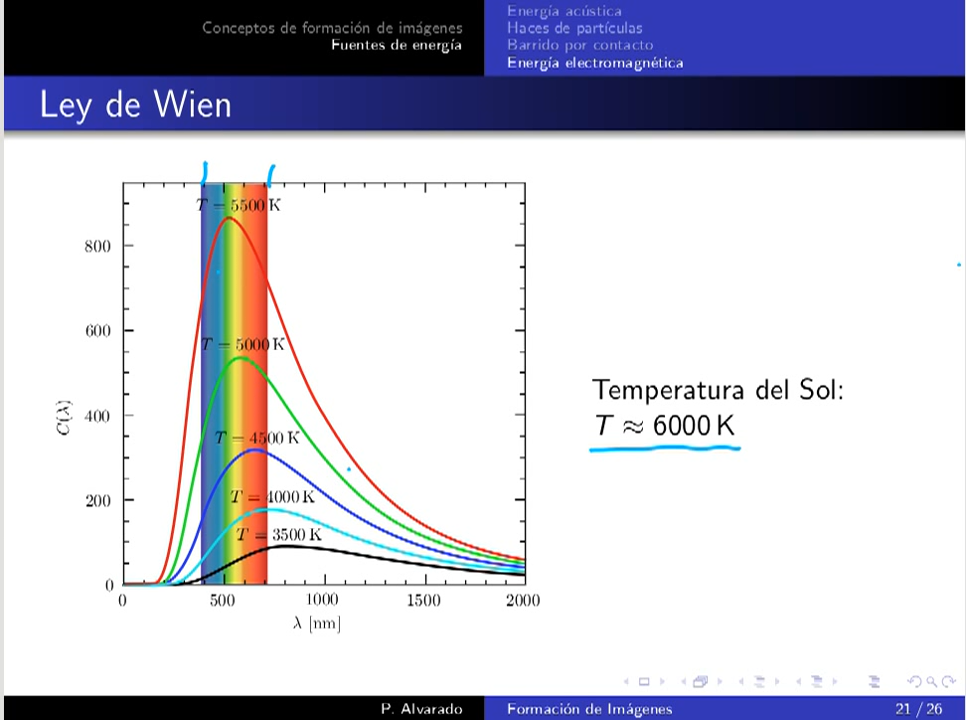 Conceptos de formación de imágenes
Fuentes de energía
Energía acústica
Haces de partículas
Barrido por contacto
Energía electromagnética
Ley de Wien
T = 5500 K
T = 5000 K
T = 4500 K
T = 4000 K
T = 3500 K
800
600
400
200
0
C(λ)
0
500
1000
1500
2000
λ [nm]
Temperatura del Sol:
T ≈ 6000 K
P. Alvarado
Formación de Imágenes
21 / 26